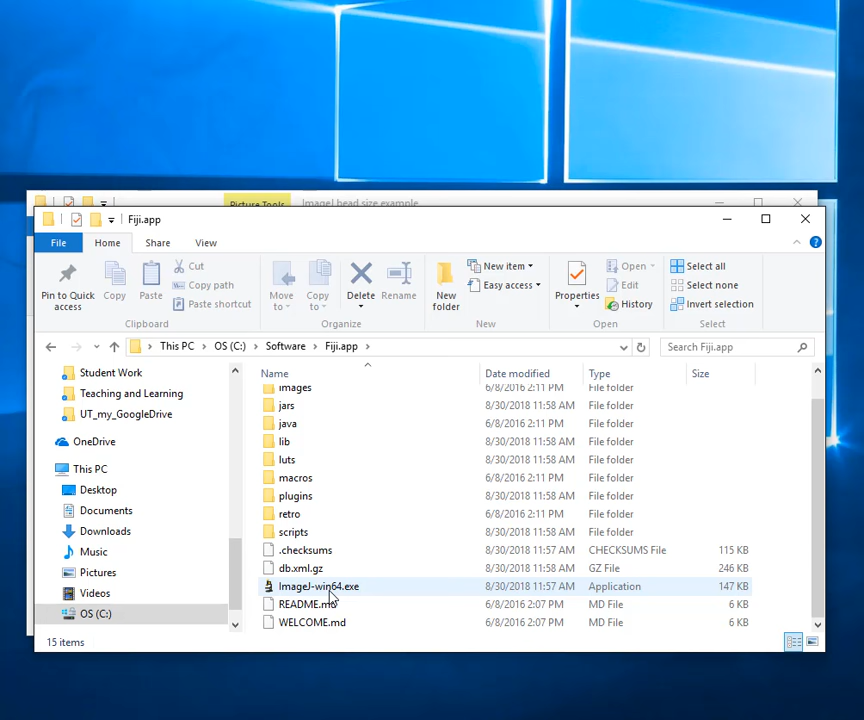 Picture Tools ImageJ bead size example
Fiji.app
File Home Share View
Pin to Quick access
Copy
Paste
Cut
Copy path
Paste shortcut
Clipboard
Move to
Copy to
Delete
Rename
Organize
New folder
New item
Easy access
New
Properties
Open
Edit
History
Open
Select all
Select none
Invert selection
Select
This PC OS (C:) Software Fiji.app
Search Fiji.app
Student Work
Teaching and Learning
UT_my_GoogleDrive
OneDrive
This PC
Desktop
Documents
Downloads
Music
Pictures
Videos
OS (C:)
Name Date modified Type Size
images 6/8/2016 2:11 PM File folder
jars 8/30/2018 11:58 AM File folder
java 6/8/2016 2:11 PM File folder
lib 8/30/2018 11:58 AM File folder
luts 8/30/2018 11:58 AM File folder
macros 6/8/2016 2:11 PM File folder
plugins 8/30/2018 11:58 AM File folder
retro 6/8/2016 2:11 PM File folder
scripts 8/30/2018 11:58 AM File folder
.checksums 8/30/2018 11:57 AM CHECKSUMS File 115 KB
db.xml.gz 8/30/2018 11:58 AM GZ File 246 KB
ImageJ-win64.exe 8/30/2018 11:57 AM Application 147 KB
README.md 6/8/2016 2:07 PM MD File 6 KB
WELCOME.md 6/8/2016 2:07 PM MD File 6 KB
15 items